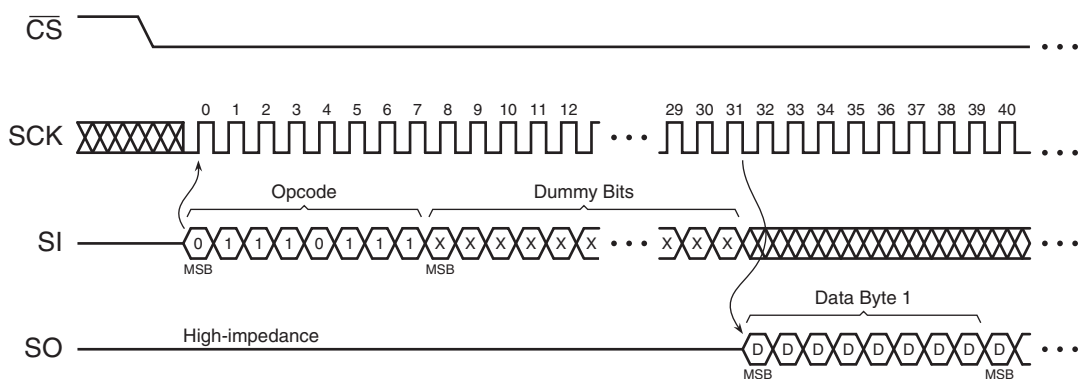 CS
0 1 2 3 4 5 6 7 8 9 10 11 12 29 30 31 32 33 34 35 36 37 38 39 40
SCK
Opcode Dummy Bits
SI 0 1 1 1 0 1 1 1 X X X X X X X X X
MSB MSB
Data Byte 1
High-impedance
SO D D D D D D D D D
MSB MSB